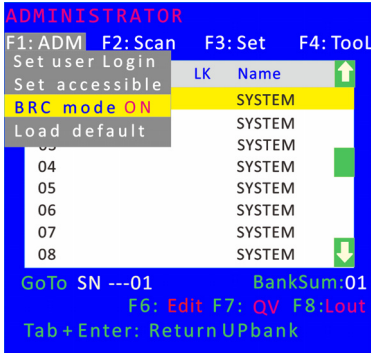 ADMINISTRATOR
F1: ADM F2: Scan F3: Set F4: TooL
Set user Login
Set accessible
BRC mode ON
Load default
LK Name
SYSTEM
SYSTEM
03 SYSTEM
04 SYSTEM
05 SYSTEM
06 SYSTEM
07 SYSTEM
08 SYSTEM
GoTo SN ---01 BankSum:01
F6: Edit F7: QV F8:Lout
Tab + Enter: Return UPbank